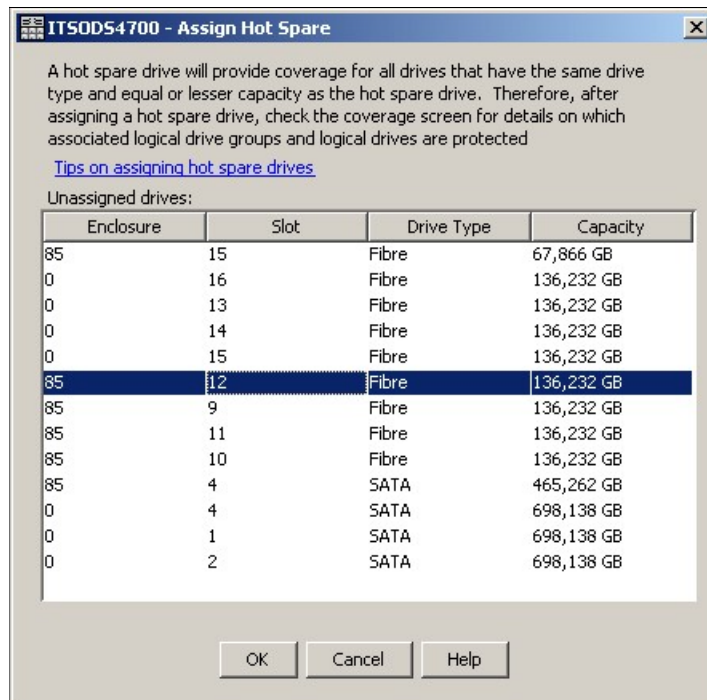 ITSODS4700 - Assign Hot Spare
A hot spare drive will provide coverage for all drives that have the same drive
type and equal or lesser capacity as the hot spare drive. Therefore, after
assigning a hot spare drive, check the coverage screen for details on which
associated logical drive groups and logical drives are protected
Tips on assigning hot spare drives
Unassigned drives:
Enclosure Slot Drive Type Capacity
85 15 Fibre 67,866 GB
0 16 Fibre 136,232 GB
0 13 Fibre 136,232 GB
0 14 Fibre 136,232 GB
0 15 Fibre 136,232 GB
85 12 Fibre 136,232 GB
85 9 Fibre 136,232 GB
85 11 Fibre 136,232 GB
85 10 Fibre 136,232 GB
85 4 SATA 465,262 GB
0 4 SATA 698,138 GB
0 1 SATA 698,138 GB
0 2 SATA 698,138 GB
OK Cancel Help